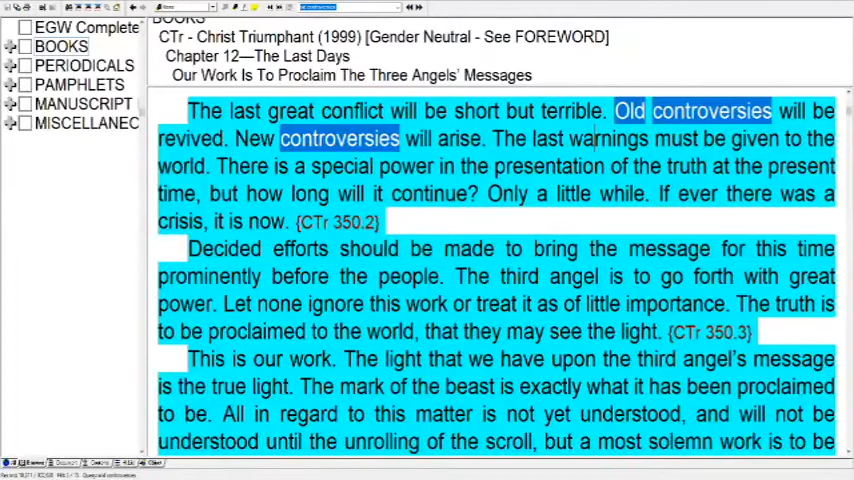 BOOKS
EGW Complete
CTr - Christ Triumphant (1999) [Gender Neutral - See FOREWORD]
BOOKS
Chapter 12—The Last Days
PERIODICALS
Our Work Is To Proclaim The Three Angels’ Messages
PAMPHLETS
MANUSCRIPT
MISCELLANEC
The last great conflict will be short but terrible. Old controversies will be
revived. New controversies will arise. The last warnings must be given to the
world. There is a special power in the presentation of the truth at the present
time, but how long will it continue? Only a little while. If ever there was a
crisis, it is now. {CTr 350.2}
Decided efforts should be made to bring the message for this time
prominently before the people. The third angel is to go forth with great
power. Let none ignore this work or treat it as of little importance. The truth is
to be proclaimed to the world, that they may see the light. {CTr 350.3}
This is our work. The light that we have upon the third angel’s message
is the true light. The mark of the beast is exactly what it has been proclaimed
to be. All in regard to this matter is not yet understood, and will not be
understood until the unrolling of the scroll, but a most solemn work is to be